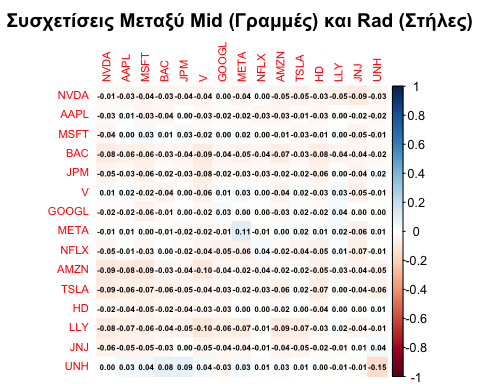 Συσχετίσεις Μεταξύ Mid (Γραμμές) και Rad (Στήλες)
NVDA AAPL MSFT BAC JPM V GOOGL META NFLX AMZN TSLA HD LLY JNJ UNH
NVDA -0.01 -0.03 -0.04 -0.03 -0.04 -0.04 0.00 -0.04 0.00 -0.05 -0.05 -0.03 -0.05 -0.09 -0.03
AAPL -0.03 0.01 -0.03 -0.04 0.00 -0.03 -0.02 -0.02 -0.03 -0.03 -0.01 -0.03 0.00 -0.02 -0.02
MSFT -0.04 0.00 0.03 0.01 0.03 -0.02 0.00 0.02 0.00 -0.01 -0.03 -0.01 0.00 -0.05 -0.01
BAC -0.08 -0.06 -0.06 -0.03 -0.04 -0.09 -0.04 -0.05 -0.04 -0.07 -0.03 -0.08 -0.04 -0.04 -0.02
JPM -0.05 -0.03 -0.06 -0.02 -0.03 -0.08 -0.02 -0.03 -0.03 -0.02 -0.02 -0.06 0.00 -0.04 0.02
V 0.01 0.02 -0.02 -0.04 0.00 -0.06 0.01 0.03 0.00 -0.04 0.02 -0.03 0.03 -0.05 -0.01
GOOGL -0.02 -0.02 -0.06 -0.01 0.00 -0.02 0.03 0.00 0.00 -0.03 0.02 -0.02 0.04 0.00 0.00
META -0.01 0.01 0.00 -0.01 -0.02 -0.02 -0.01 0.11 -0.01 0.00 0.02 0.01 0.02 -0.06 0.01
NFLX -0.05 -0.01 -0.03 0.00 -0.02 -0.04 -0.05 -0.06 0.04 -0.02 -0.04 -0.05 0.01 -0.07 -0.01
AMZN -0.09 -0.08 -0.09 -0.03 -0.04 -0.10 -0.04 -0.02 -0.04 -0.02 -0.02 -0.05 -0.03 -0.04 -0.05
TSLA -0.09 -0.06 -0.07 -0.06 -0.03 -0.05 -0.04 -0.02 -0.03 -0.06 0.02 -0.07 0.00 -0.04 -0.03
HD -0.02 -0.04 -0.05 -0.02 -0.04 -0.03 -0.02 -0.03 0.00 -0.01 -0.04 0.00 0.00 0.00 0.01
LLY -0.08 -0.07 -0.06 -0.04 -0.05 -0.10 -0.06 -0.07 -0.01 -0.09 -0.07 -0.03 0.02 -0.04 -0.01
JNJ -0.06 -0.05 -0.05 -0.03 0.00 -0.04 -0.05 -0.04 -0.01 -0.05 -0.04 -0.02 0.01 0.01 0.04
UNH 0.00 0.03 0.04 0.08 0.09 0.04 -0.03 0.03 0.01 0.03 0.01 0.00 -0.01 -0.01 -0.15
1
0.8
0.6
0.4
0.2
0
-0.2
-0.4
-0.6
-0.8
-1